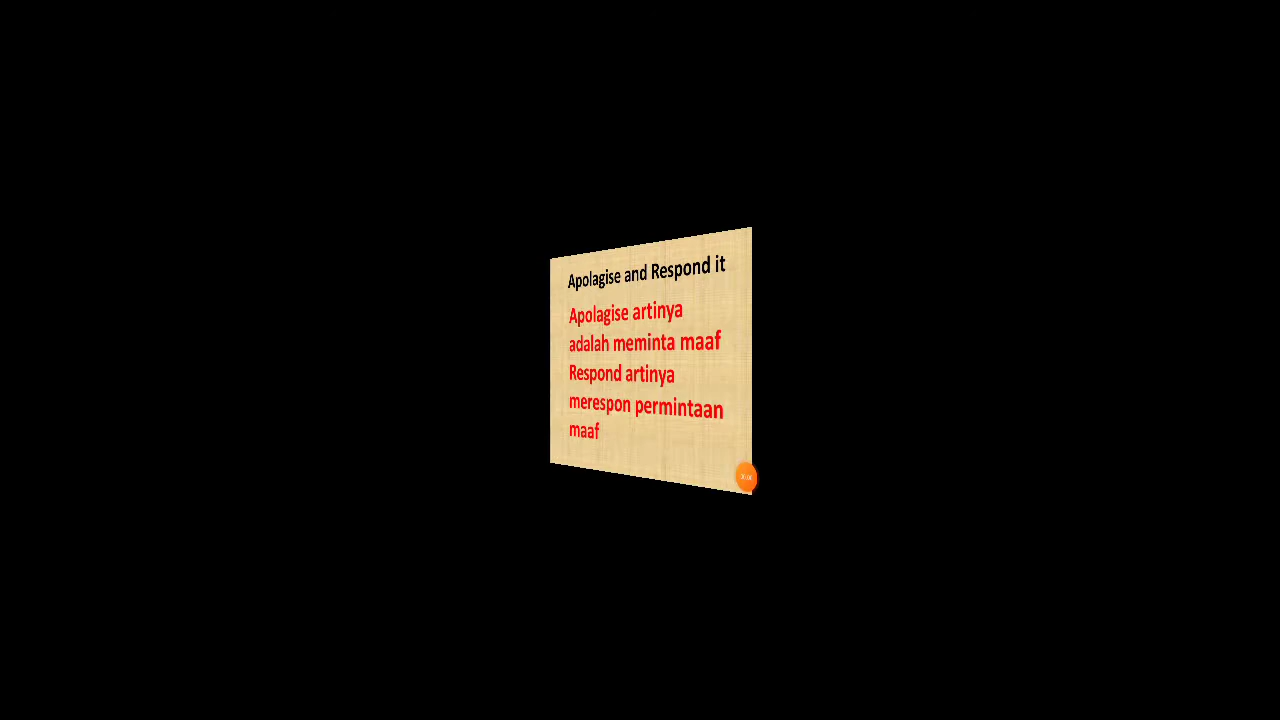 Apolagise and Respond it
Apolagise artinya
adalah meminta maaf
Respond artinya
merespon permintaan
maaf